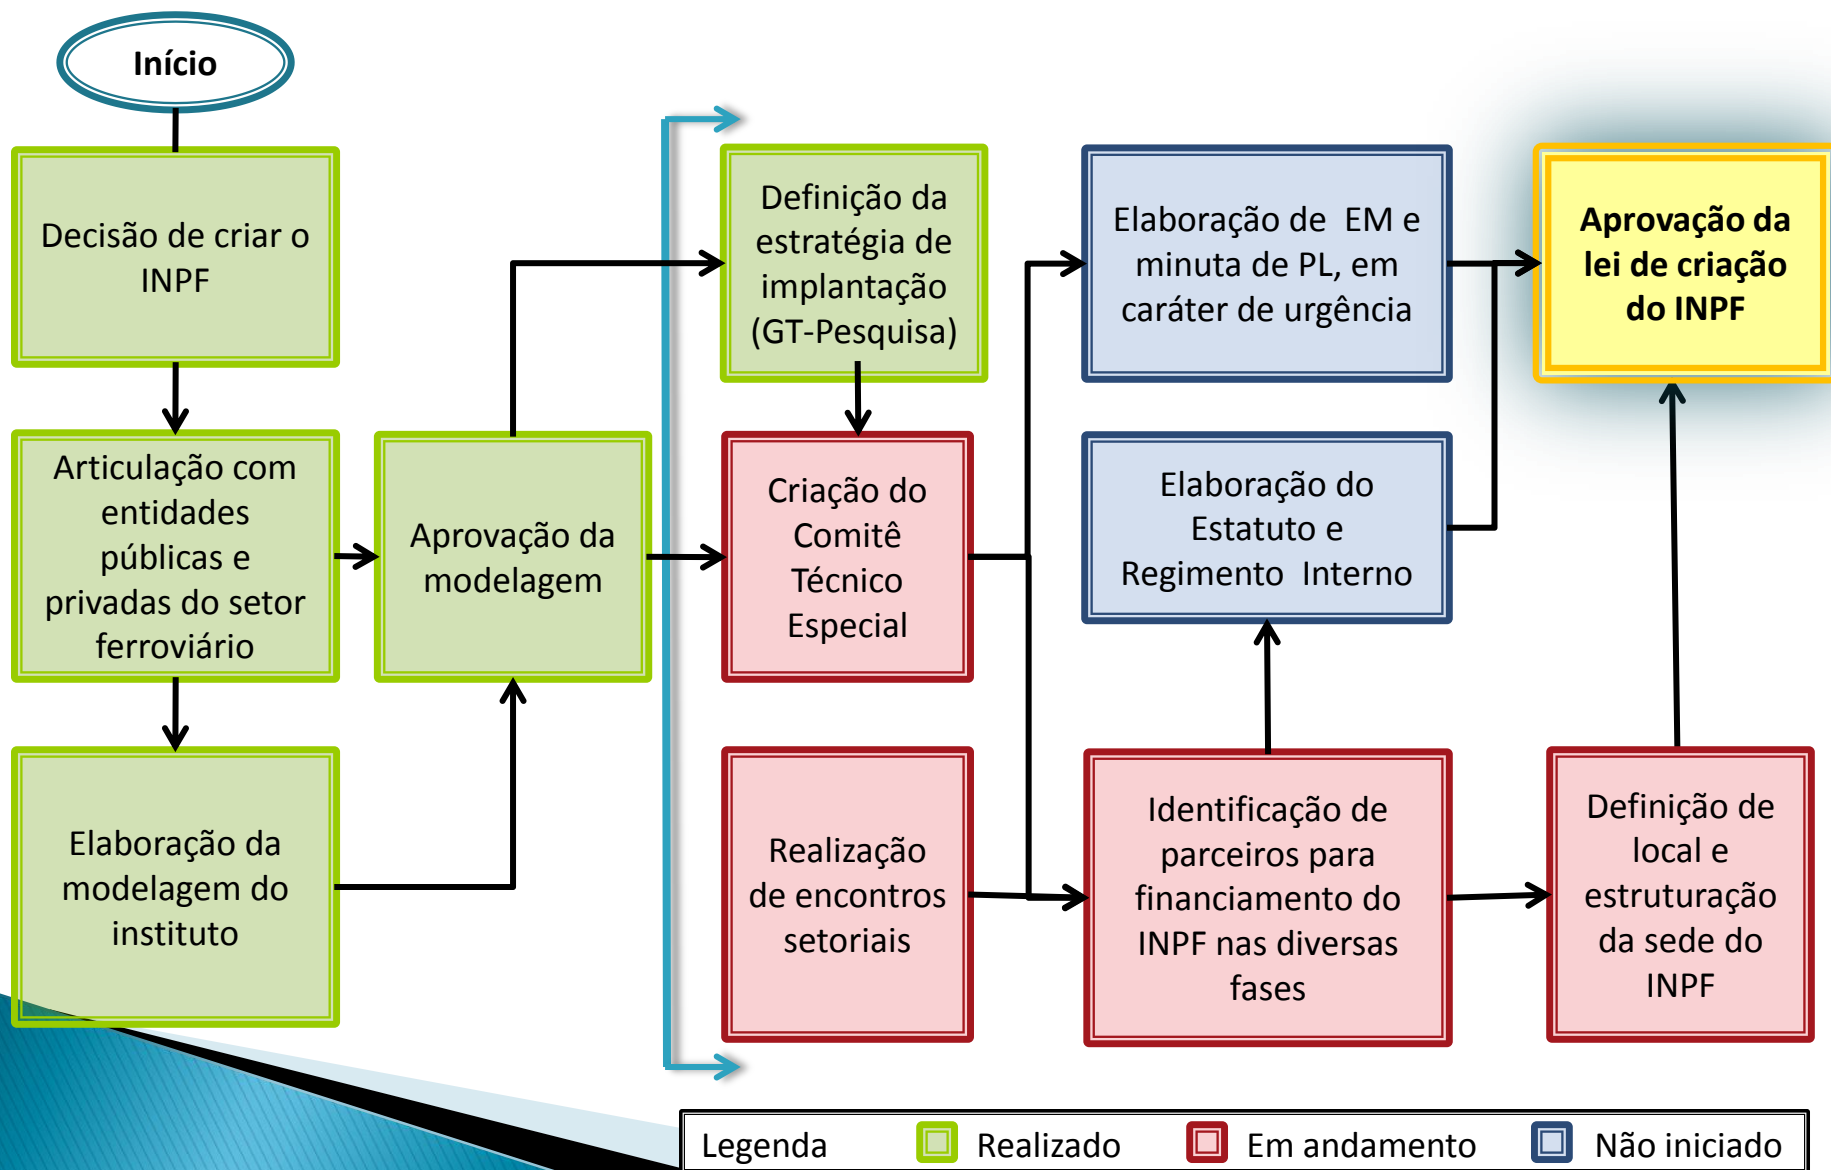 Início
Decisão de criar o
INPF
Articulação com
entidades
públicas e
privadas do setor
ferroviário
Elaboração da
modelagem do
instituto
Aprovação da
modelagem
Definição da
estratégia de
implantação
(GT-Pesquisa)
Criação do
Comitê
Técnico
Especial
Realização
de encontros
setoriais
Elaboração de EM e
minuta de PL, em
caráter de urgência
Elaboração do
Estatuto e
Regimento Interno
Identificação de
parceiros para
financiamento do
INPF nas diversas
fases
Aprovação da
lei de criação
do INPF
Definição de
local e
estruturação
da sede do
INPF
Legenda
Realizado
Em andamento
Não iniciado